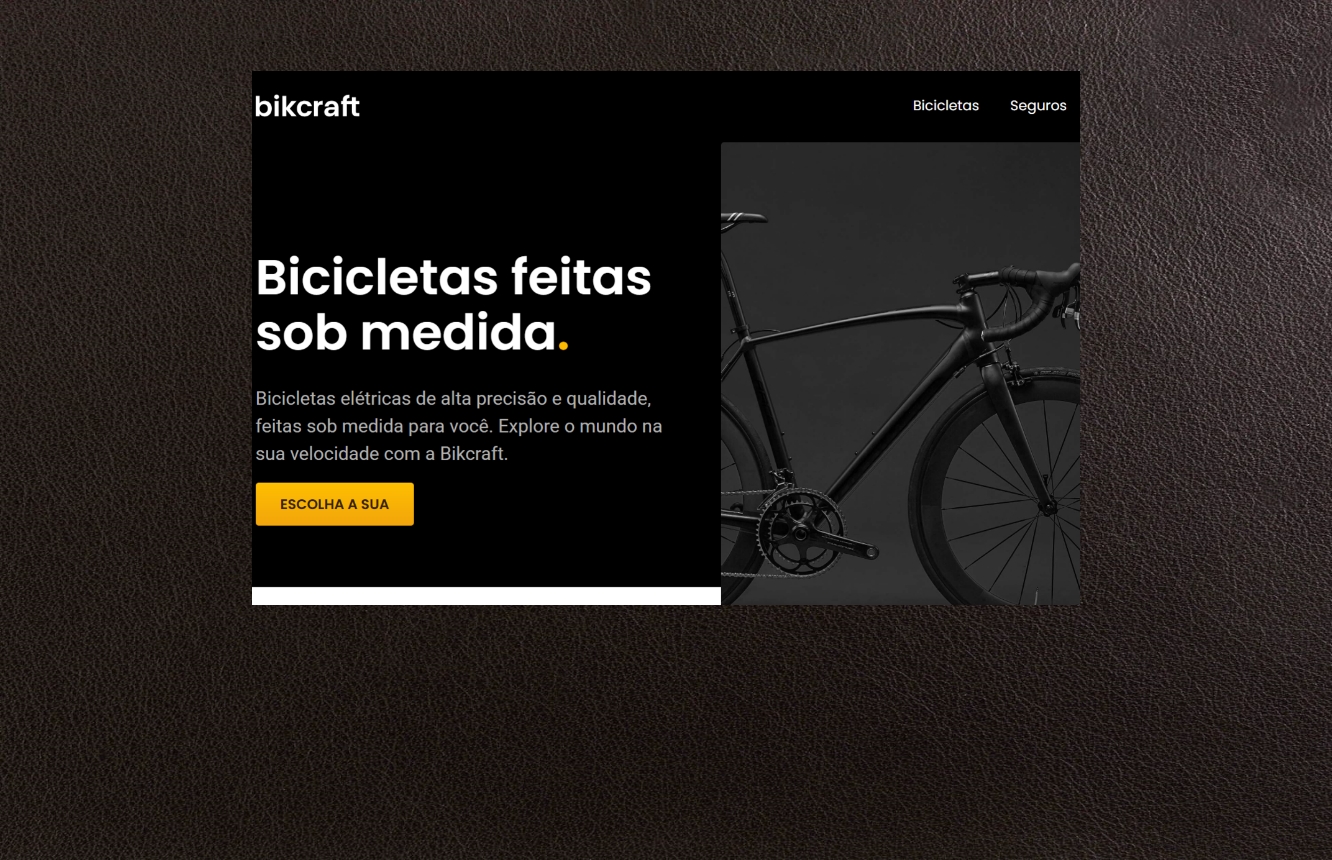 bikcraft
Bicicletas Seguros
Bicicletas feitas
sob medida.
Bicicletas elétricas de alta precisão e qualidade,
feitas sob medida para você. Explore o mundo na
sua velocidade com a Bikcraft.
ESCOLHA A SUA